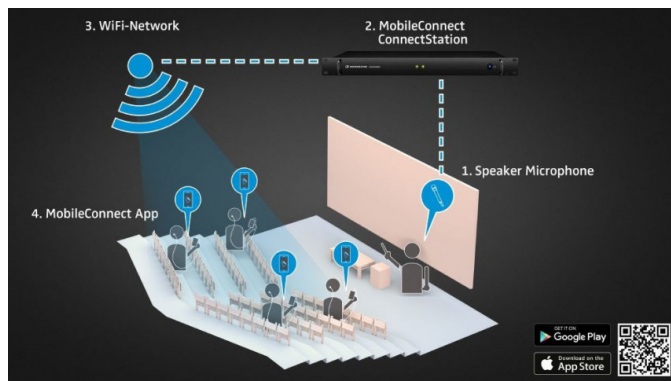 3. WiFi-Network
2. MobileConnect
ConnectStation
1. Speaker Microphone
4. MobileConnect App
GET IT ON
Google Play
Download on the
App Store